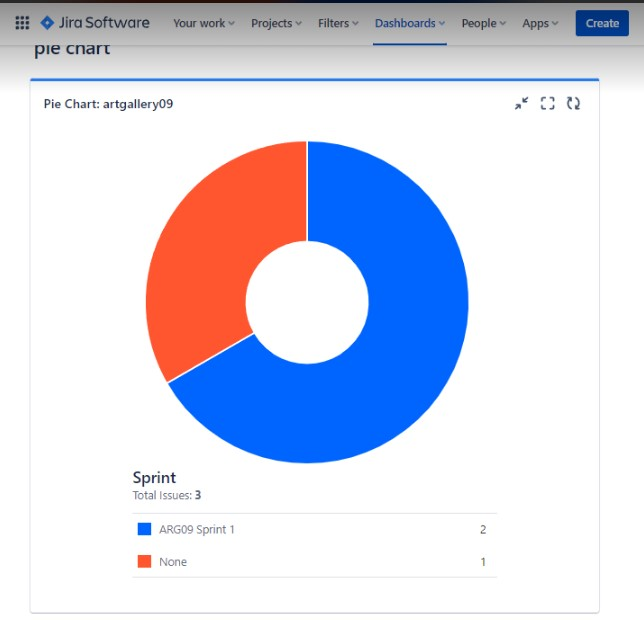 Jira Software Your work Projects Filters Dashboards People Apps Create
pie chart
Pie Chart: artgallery09
Sprint
Total Issues: 3
ARG09 Sprint 1 2
None 1